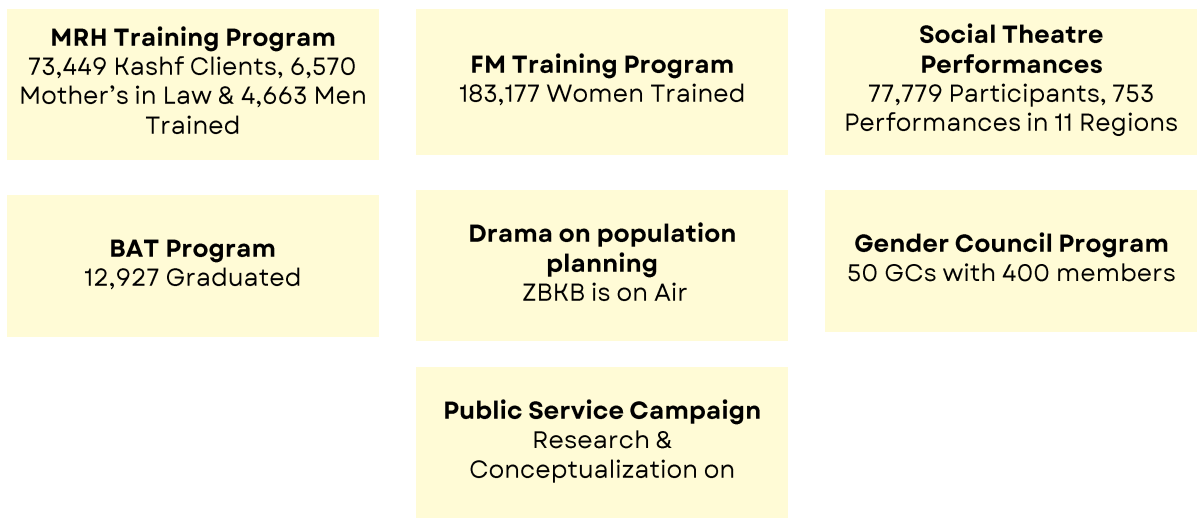 MRH Training Program
73,449 Kashf Clients, 6,570
Mother's in Law & 4,663 Men
Trained
FM Training Program
183,177 Women Trained
Social Theatre
Performances
77,779 Participants, 753
Performances in 11 Regions
BAT Program
12,927 Graduated
Drama on population
planning
ZBKB is on Air
Gender Council Program
50 GCs with 400 members
Public Service Campaign
Research &
Conceptualization on